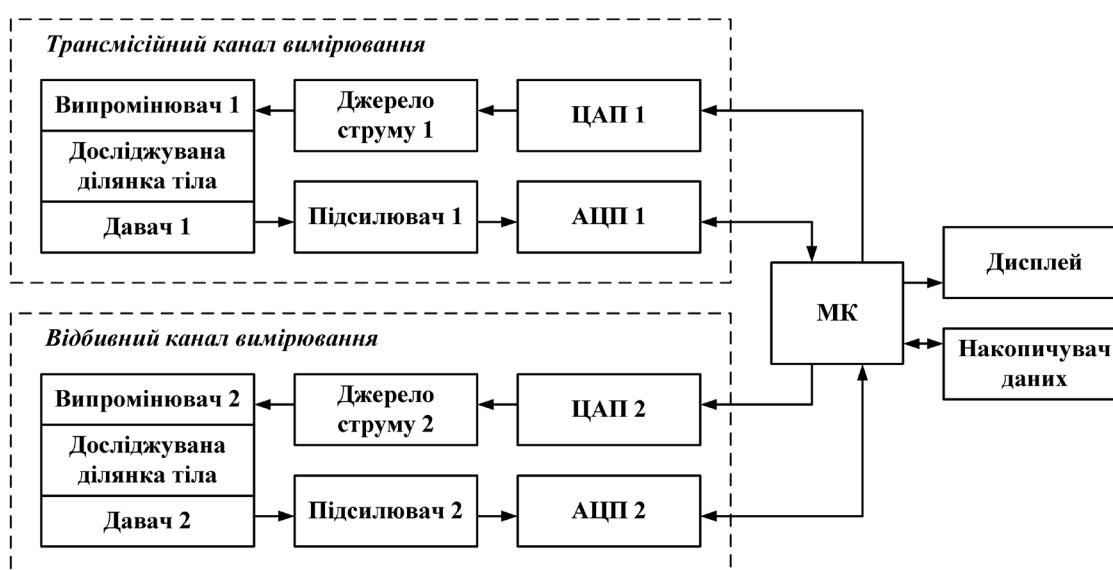 Трансмісійний канал вимірювання
Випромінювач 1
Досліджувана
ділянка тіла
Давач 1
Джерело
струму 1
ЦАП 1
Підсилювач 1
АЦП 1
МК
Дисплей
Накопичувач
даних
Відбивний канал вимірювання
Випромінювач 2
Досліджувана
ділянка тіла
Давач 2
Джерело
струму 2
ЦАП 2
Підсилювач 2
АЦП 2